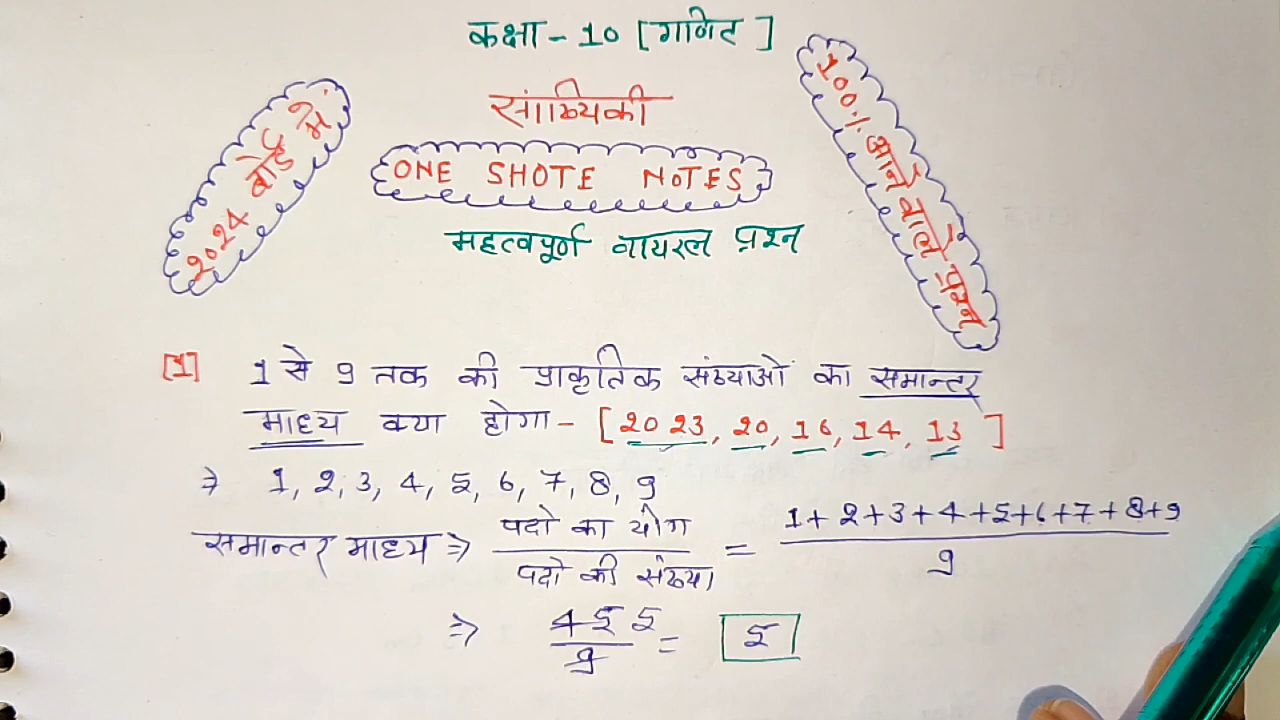 कक्षा - 10 [गणित]
2024 बोर्ड में
सांख्यिकी
100% आने वाले प्रश्न
ONE SHOTE NOTES
महत्वपूर्ण वायरल प्रश्न
[1] 1 से 9 तक की प्राकृतिक संख्याओं का समान्तर
माध्य क्या होगा - [2023, 20, 16, 14, 13]
⇒ 1, 2, 3, 4, 5, 6, 7, 8, 9
समान्तर माध्य ⇒ पदो का योग / पदो की संख्या = 1+2+3+4+5+6+7+8+9 / 9
⇒ 45 5 / 9 = 5